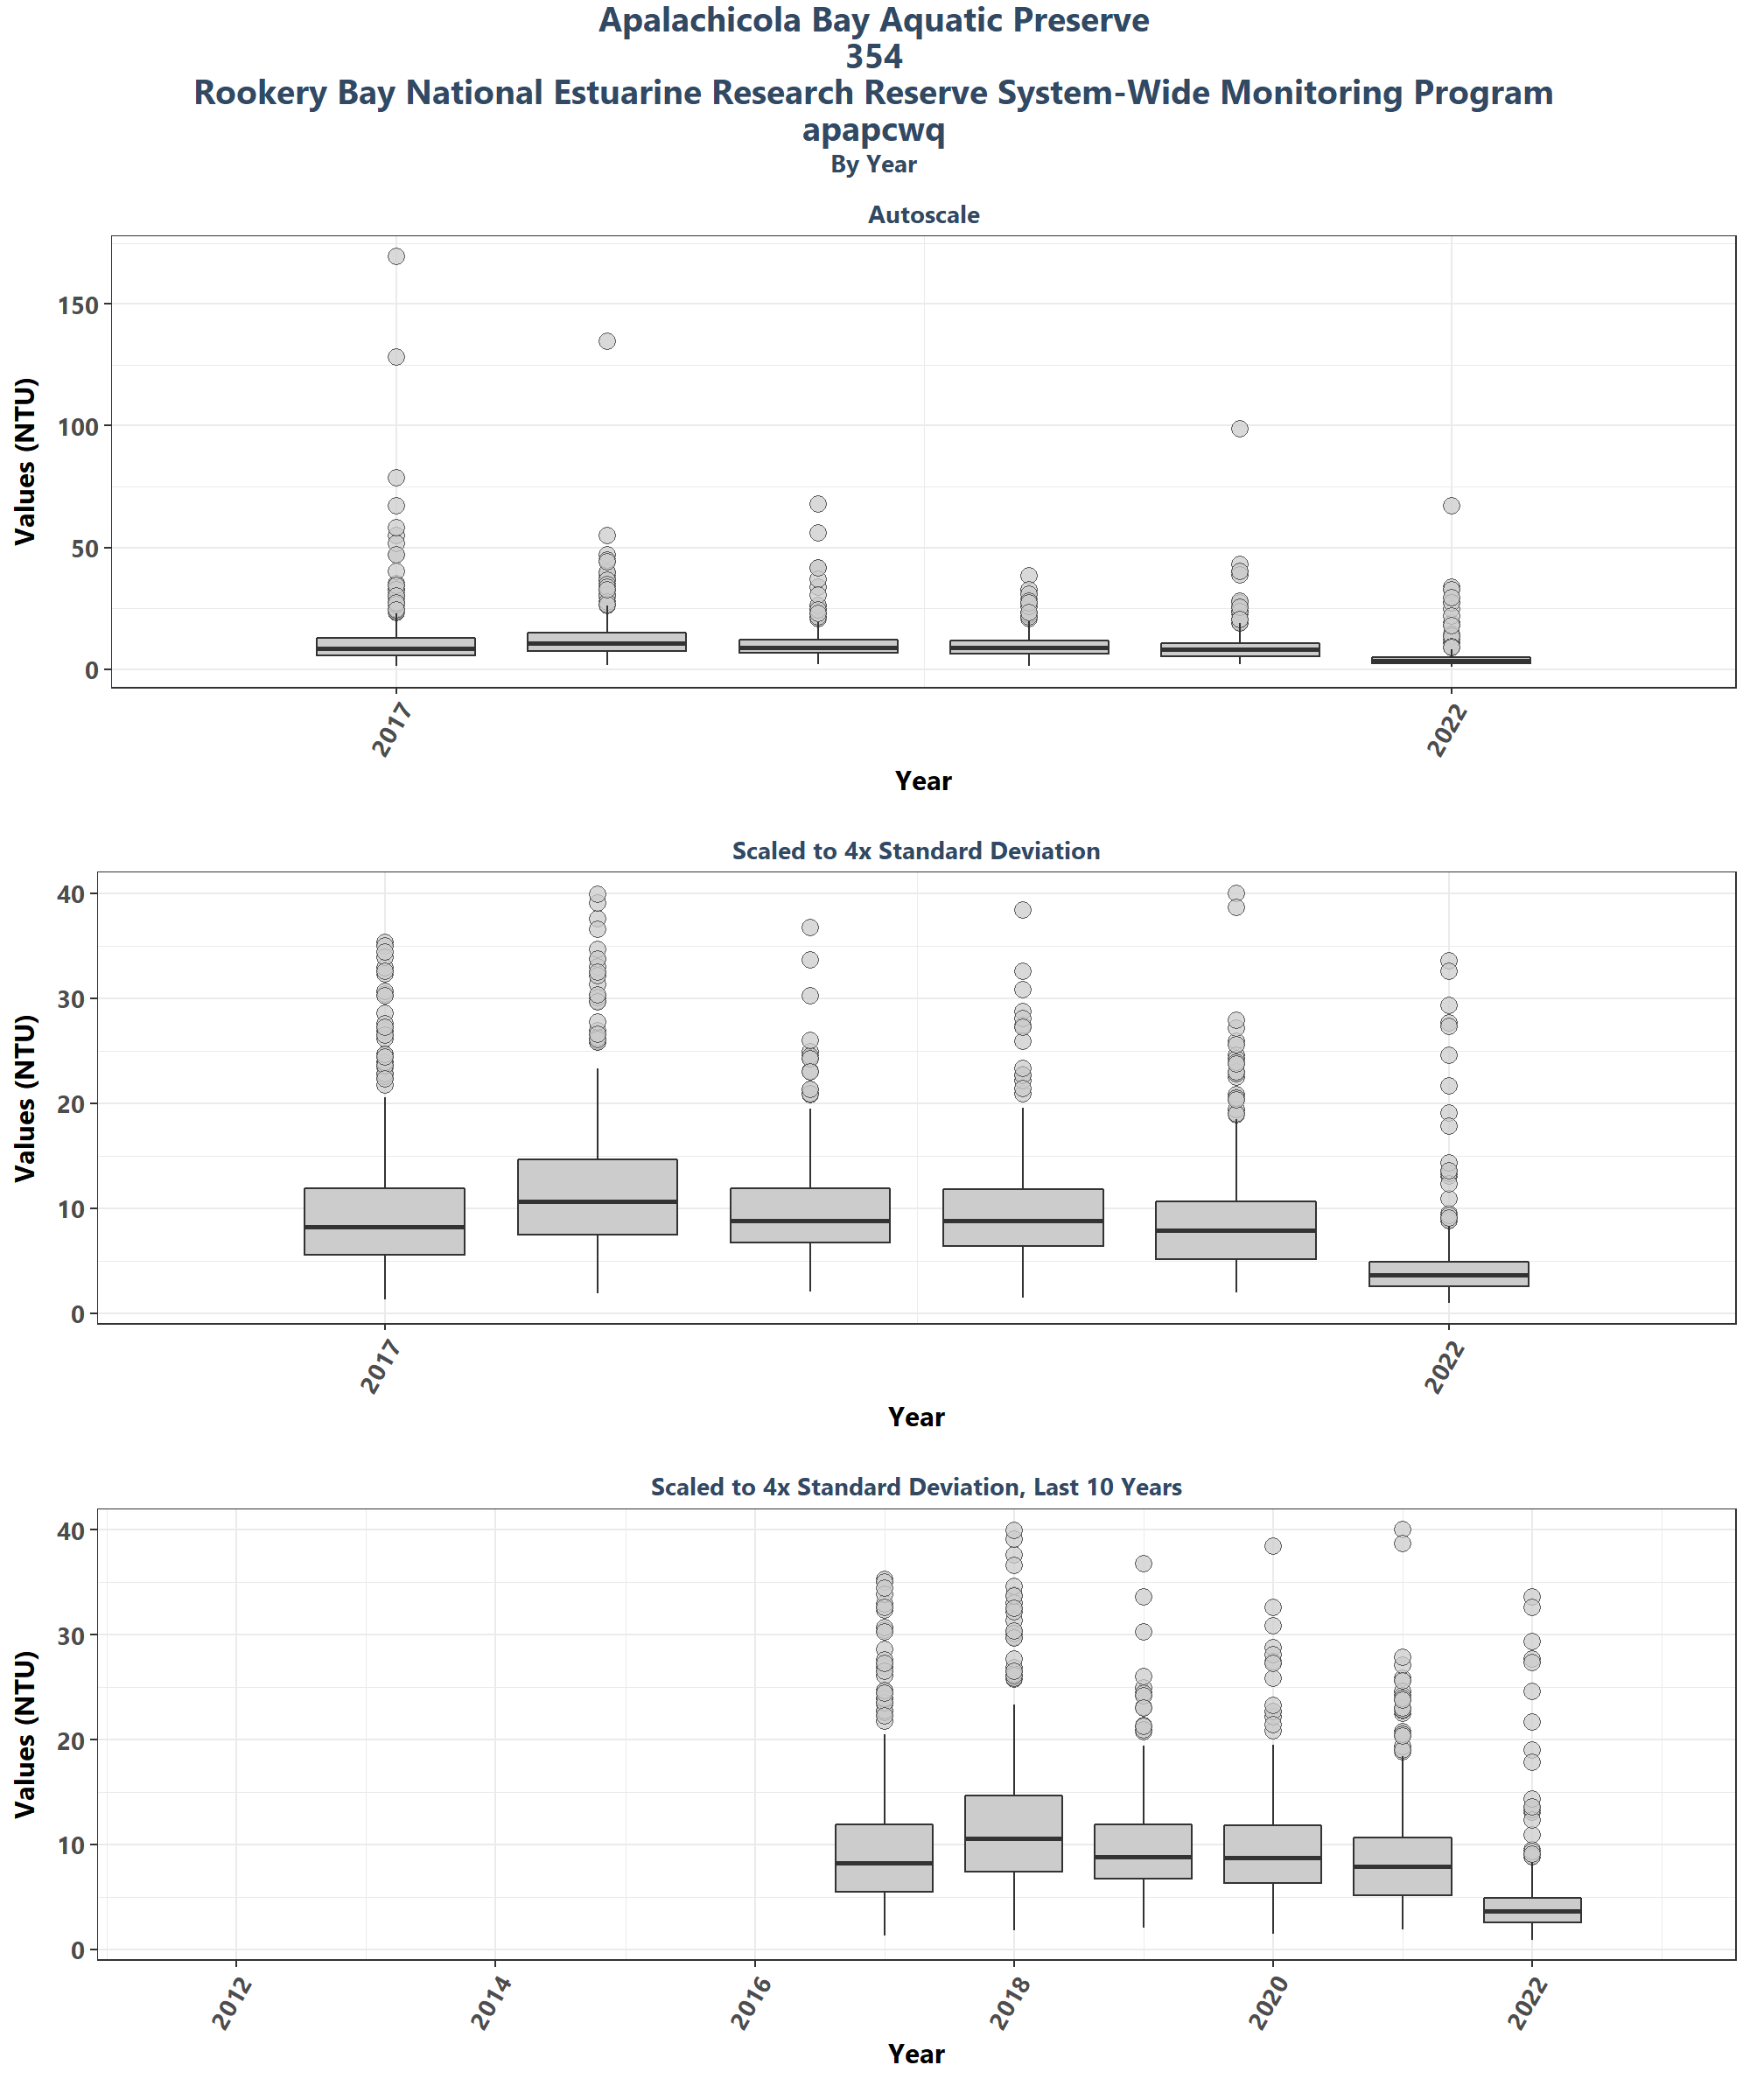 Apalachicola Bay Aquatic Preserve
354
Rookery Bay National Estuarine Research Reserve System-Wide Monitoring Program
apapcwq
By Year
Autoscale
Values (NTU)
150
100
50
0
2017
2022
Year
Scaled to 4x Standard Deviation
Values (NTU)
40
30
20
10
0
2017
2022
Year
Scaled to 4x Standard Deviation, Last 10 Years
Values (NTU)
40
30
20
10
0
2012
2014
2016
2018
2020
2022
Year